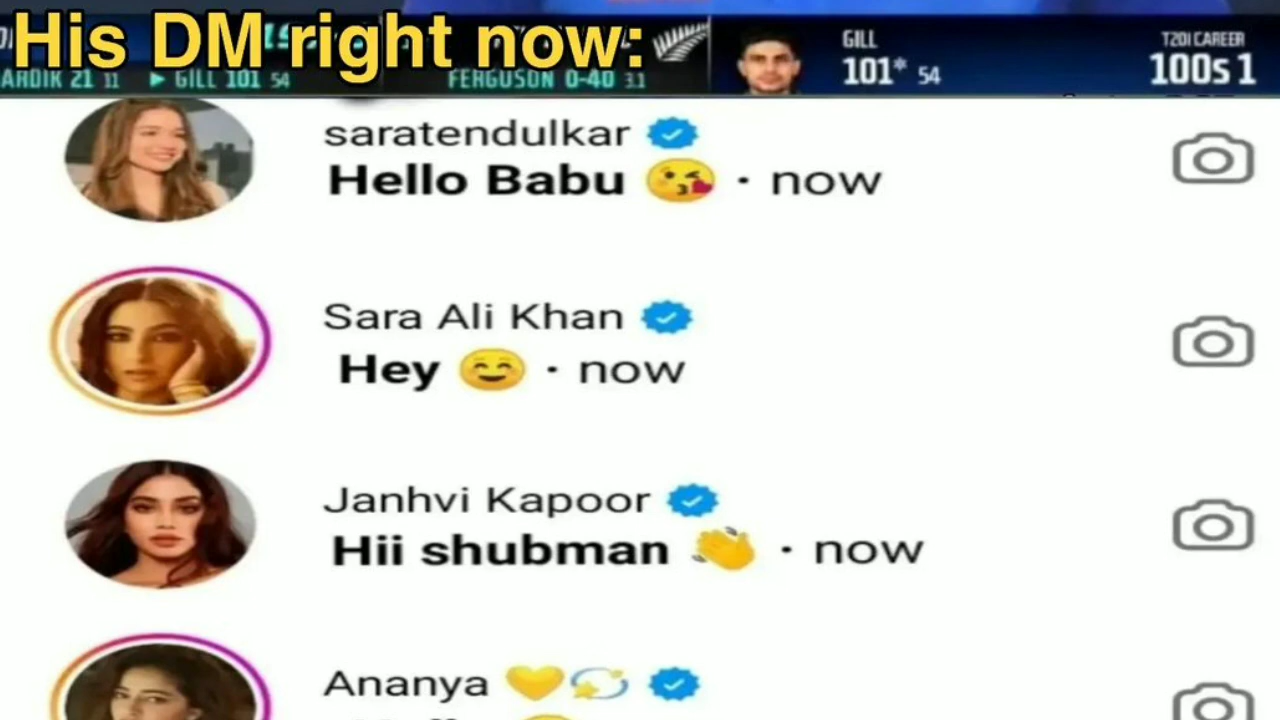 His DM right now:
GILL
T20I CAREER
101* 54
100s 1
ARDIK 21 11
GILL 101 54
FERGUSON 0-40 3.1
saratendulkar
Hello Babu 😘 · now
Sara Ali Khan
Hey ☺️ · now
Janhvi Kapoor
Hii shubman 👏 · now
Ananya 💛💫